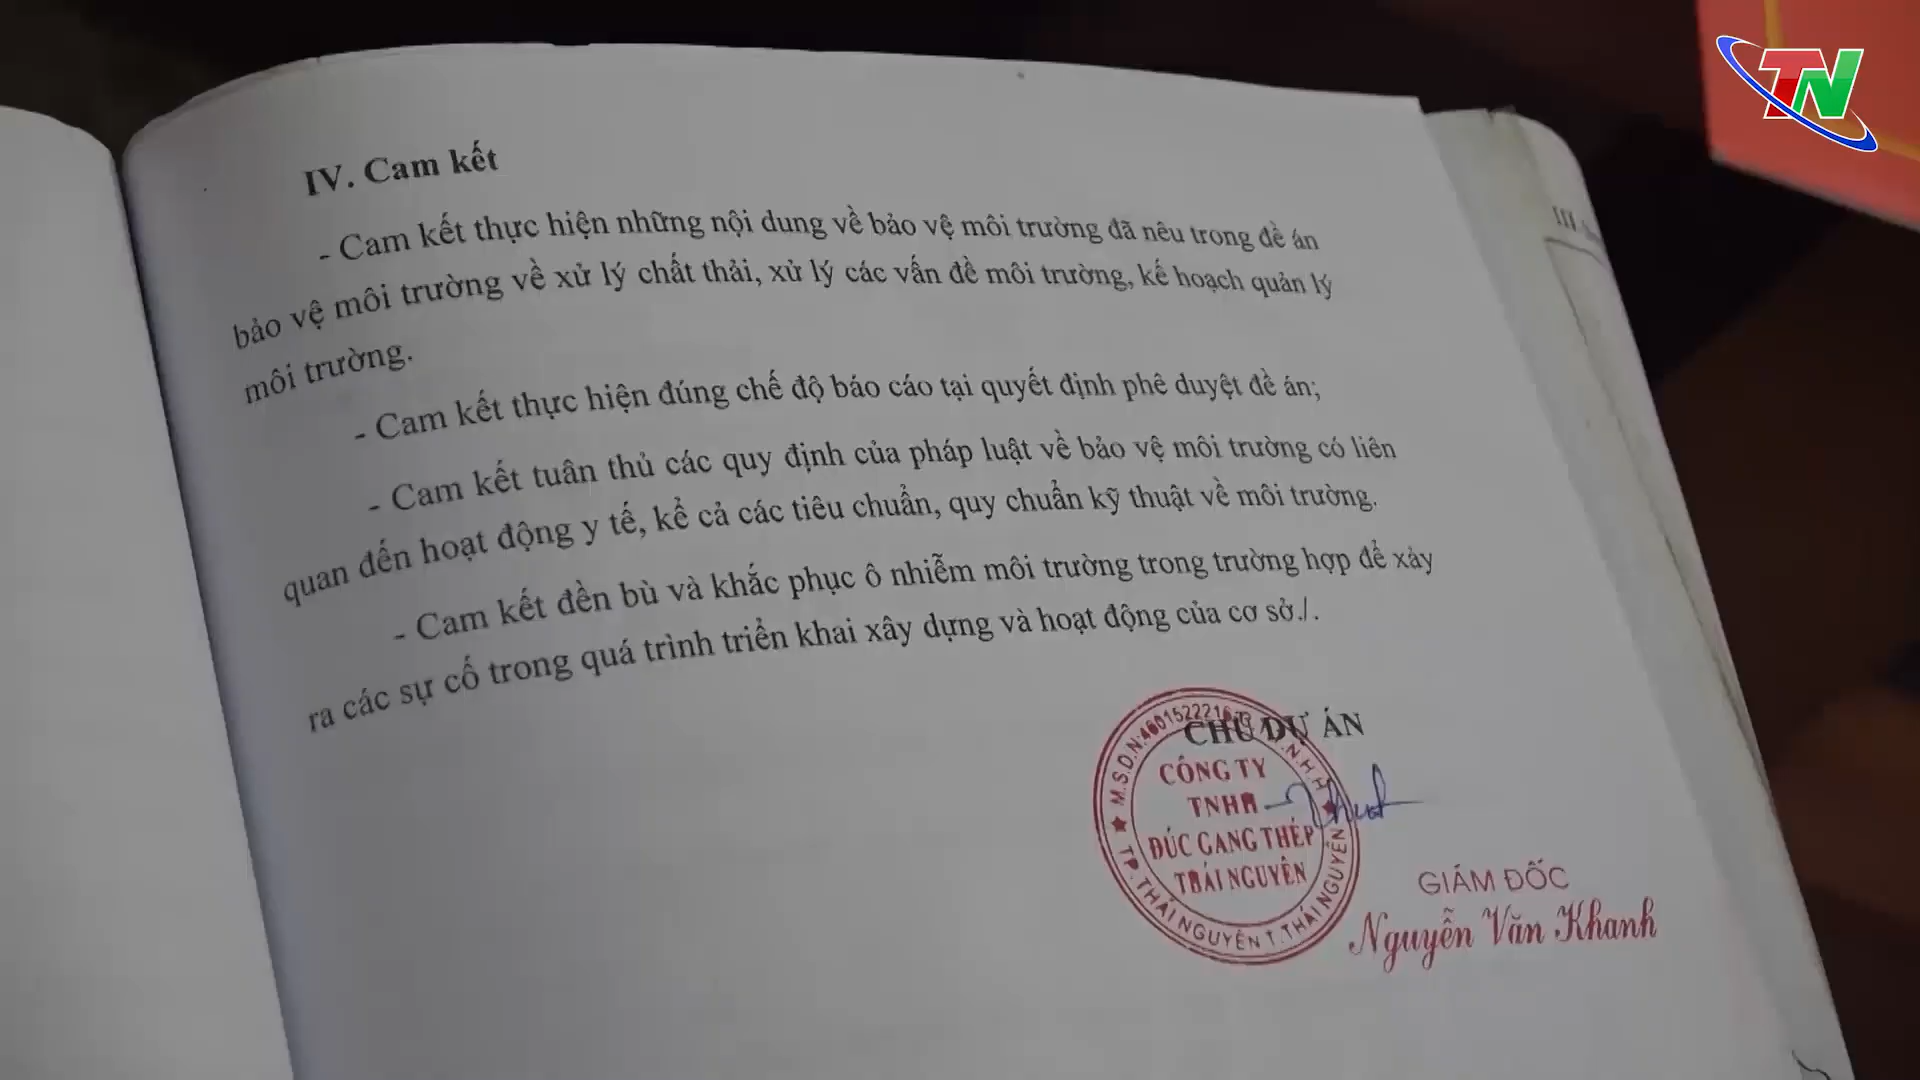 TN
IV. Cam kết
- Cam kết thực hiện những nội dung về bảo vệ môi trường đã nêu trong đề án
bảo vệ môi trường về xử lý chất thải, xử lý các vấn đề môi trường, kế hoạch quản lý
môi trường.
- Cam kết thực hiện đúng chế độ báo cáo tại quyết định phê duyệt đề án;
- Cam kết tuân thủ các quy định của pháp luật về bảo vệ môi trường có liên
quan đến hoạt động y tế, kể cả các tiêu chuẩn, quy chuẩn kỹ thuật về môi trường.
- Cam kết đền bù và khắc phục ô nhiễm môi trường trong trường hợp để xảy
ra các sự cố trong quá trình triển khai xây dựng và hoạt động của cơ sở./.
CHỦ DỰ ÁN
M.S.D.N:
CÔNG TY
TNHH
ĐÚC GANG THÉP
THÁI NGUYÊN
TP.THÁI NGUYÊN T.THÁI NGUYÊN
GIÁM ĐỐC
Nguyễn Văn Khanh
III.